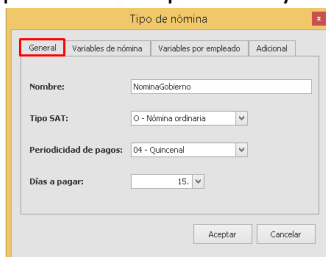 Tipo de nómina
x
General Variables de nómina Variables por empleado Adicional
Nombre: NominaGobierno
Tipo SAT: O - Nómina ordinaria
Periodicidad de pagos: 04 - Quincenal
Días a pagar: 15.
Aceptar Cancelar